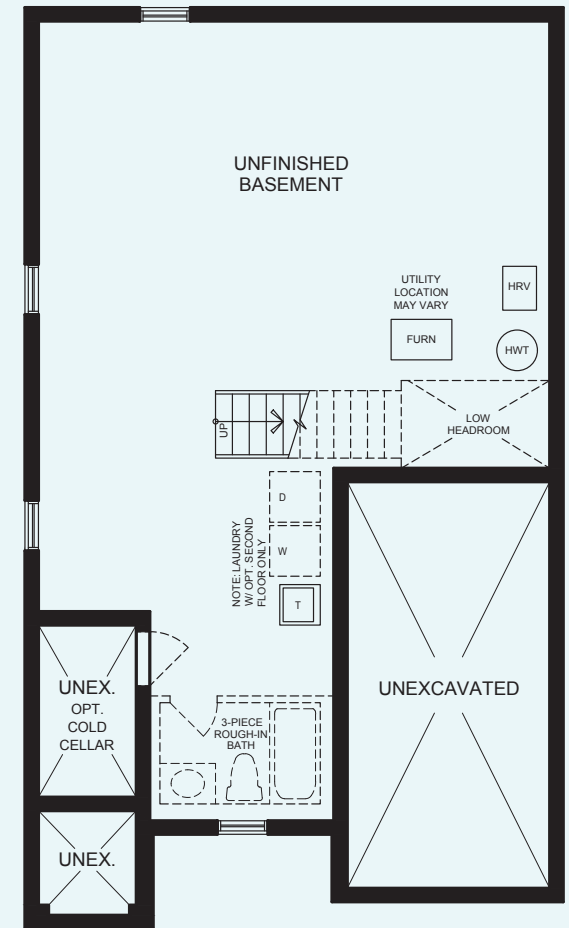 UNFINISHED
BASEMENT
UTILITY
LOCATION
MAY VARY
HRV
FURN
HWT
UP
LOW
HEADROOM
D
NOTE: LAUNDRY
W/ OPT. SECOND
FLOOR ONLY
W
T
UNEX.
OPT.
COLD
CELLAR
UNEXCAVATED
3-PIECE
ROUGH-IN
BATH
UNEX.